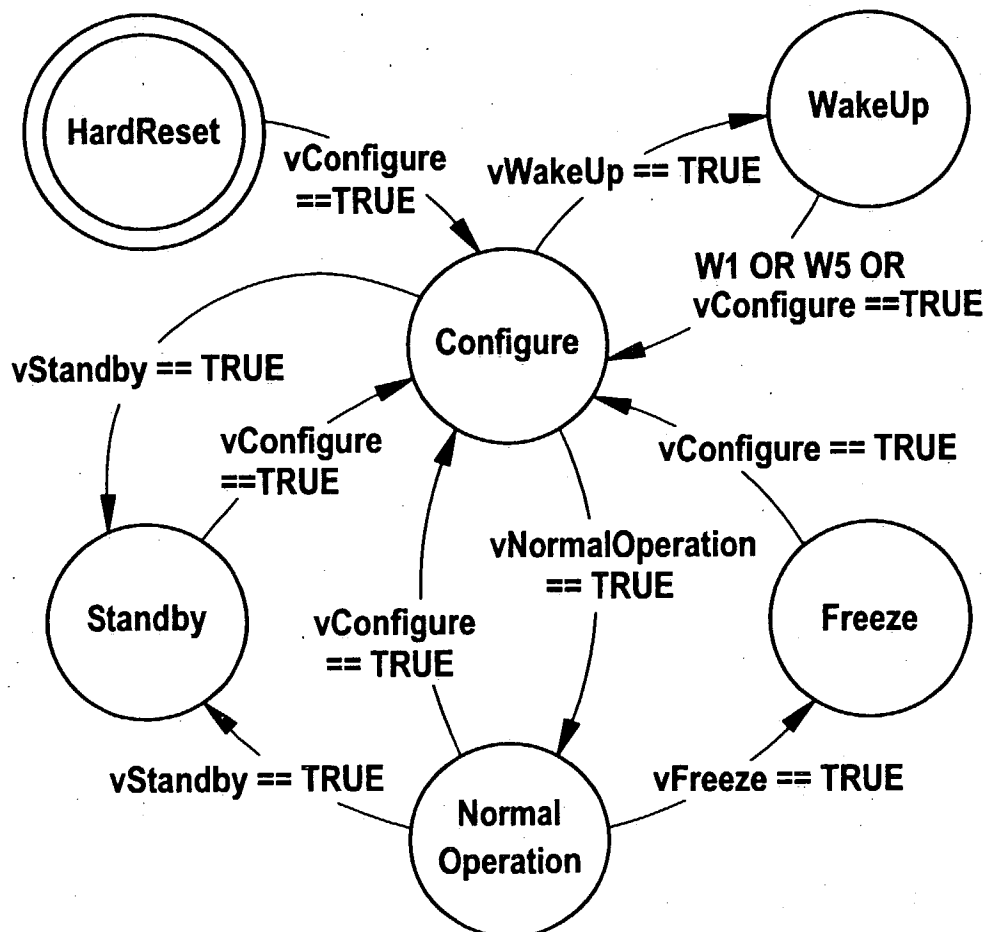 HardReset
WakeUp
vConfigure
==TRUE
vWakeUp == TRUE
W1 OR W5 OR
vConfigure ==TRUE
Configure
vStandby == TRUE
vConfigure
==TRUE
vConfigure == TRUE
vNormalOperation
== TRUE
Standby
vConfigure
== TRUE
Freeze
vStandby == TRUE
vFreeze == TRUE
Normal
Operation